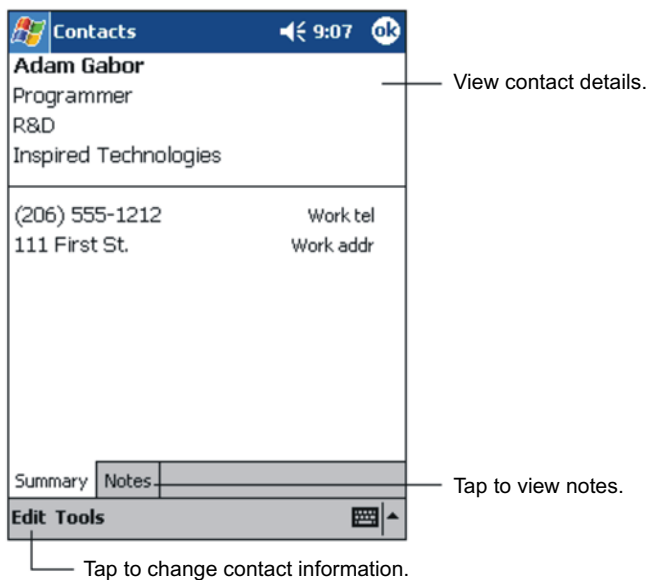 Contacts 9:07 ok
Adam Gabor
Programmer
R&D
Inspired Technologies
View contact details.
(206) 555-1212 Work tel
111 First St. Work addr
Summary Notes
Tap to view notes.
Edit Tools
Tap to change contact information.